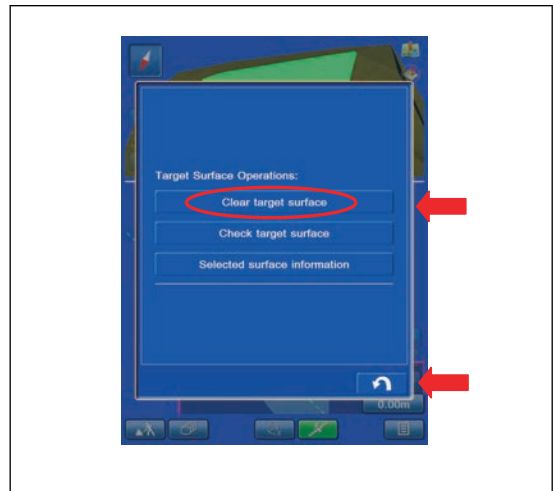 Target Surface Operations:
Clear target surface
Check target surface
Selected surface information
0.00m